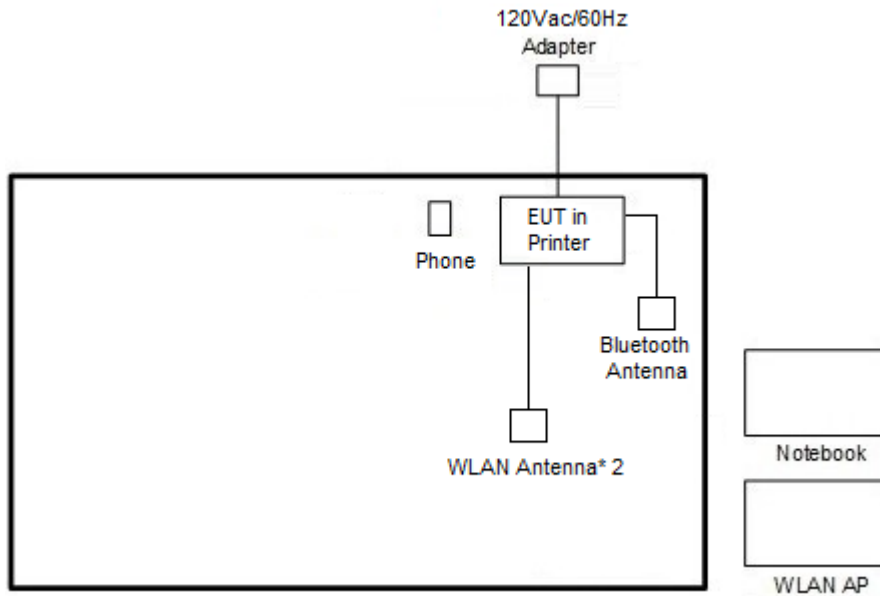 120Vac/60Hz
Adapter
EUT in
Printer
Phone
Bluetooth
Antenna
WLAN Antenna* 2
Notebook
WLAN AP